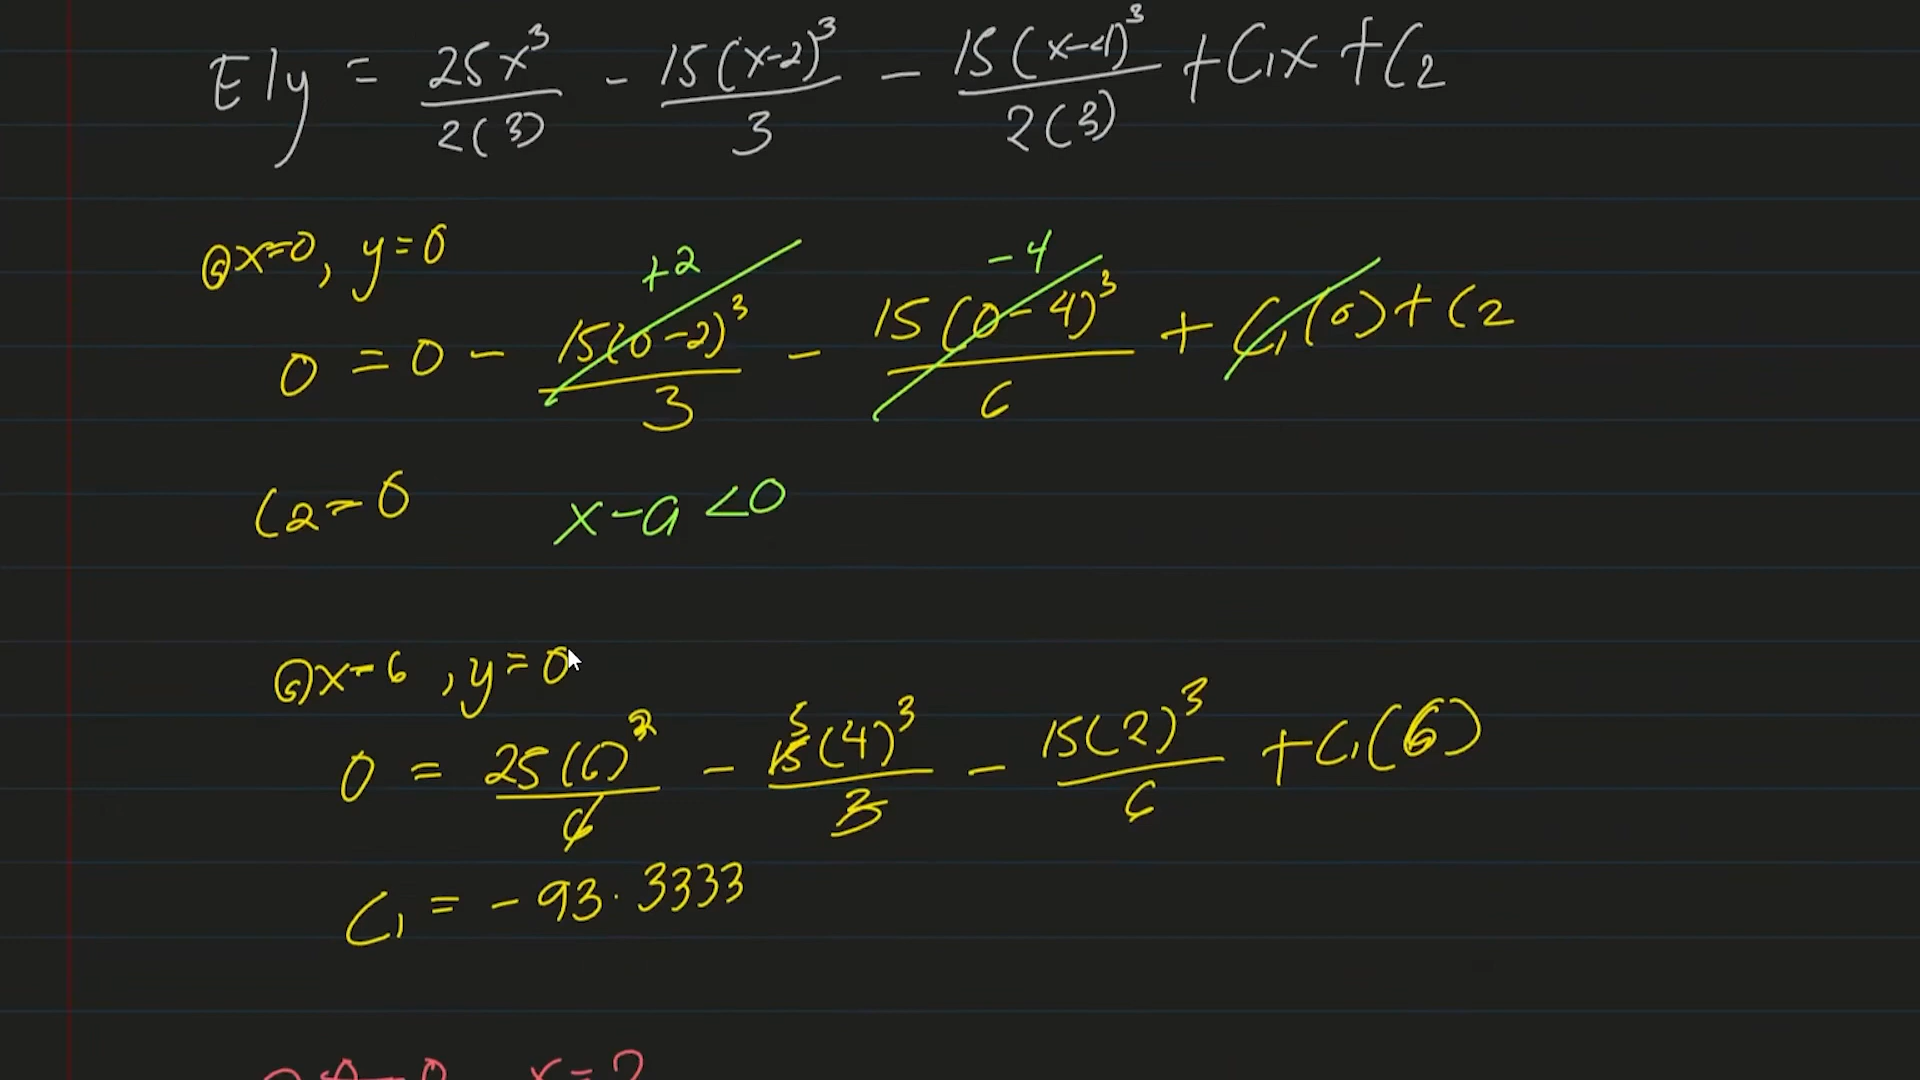 EIy = 25x³/2(3) - 15(x-2)³/3 - 15(x-4)³/2(3) + C₁x + C₂
@x=0, y=0
+2 -4
0 = 0 - 15(0-2)³/3 - 15(0-4)³/6 + C₁(0) + C₂
C₂=0 x-a<0
@x=6, y=0
0 = 25(6)²/6 - 5 15(4)³/3 - 15(2)³/6 + C₁(6)
C₁ = -93.3333